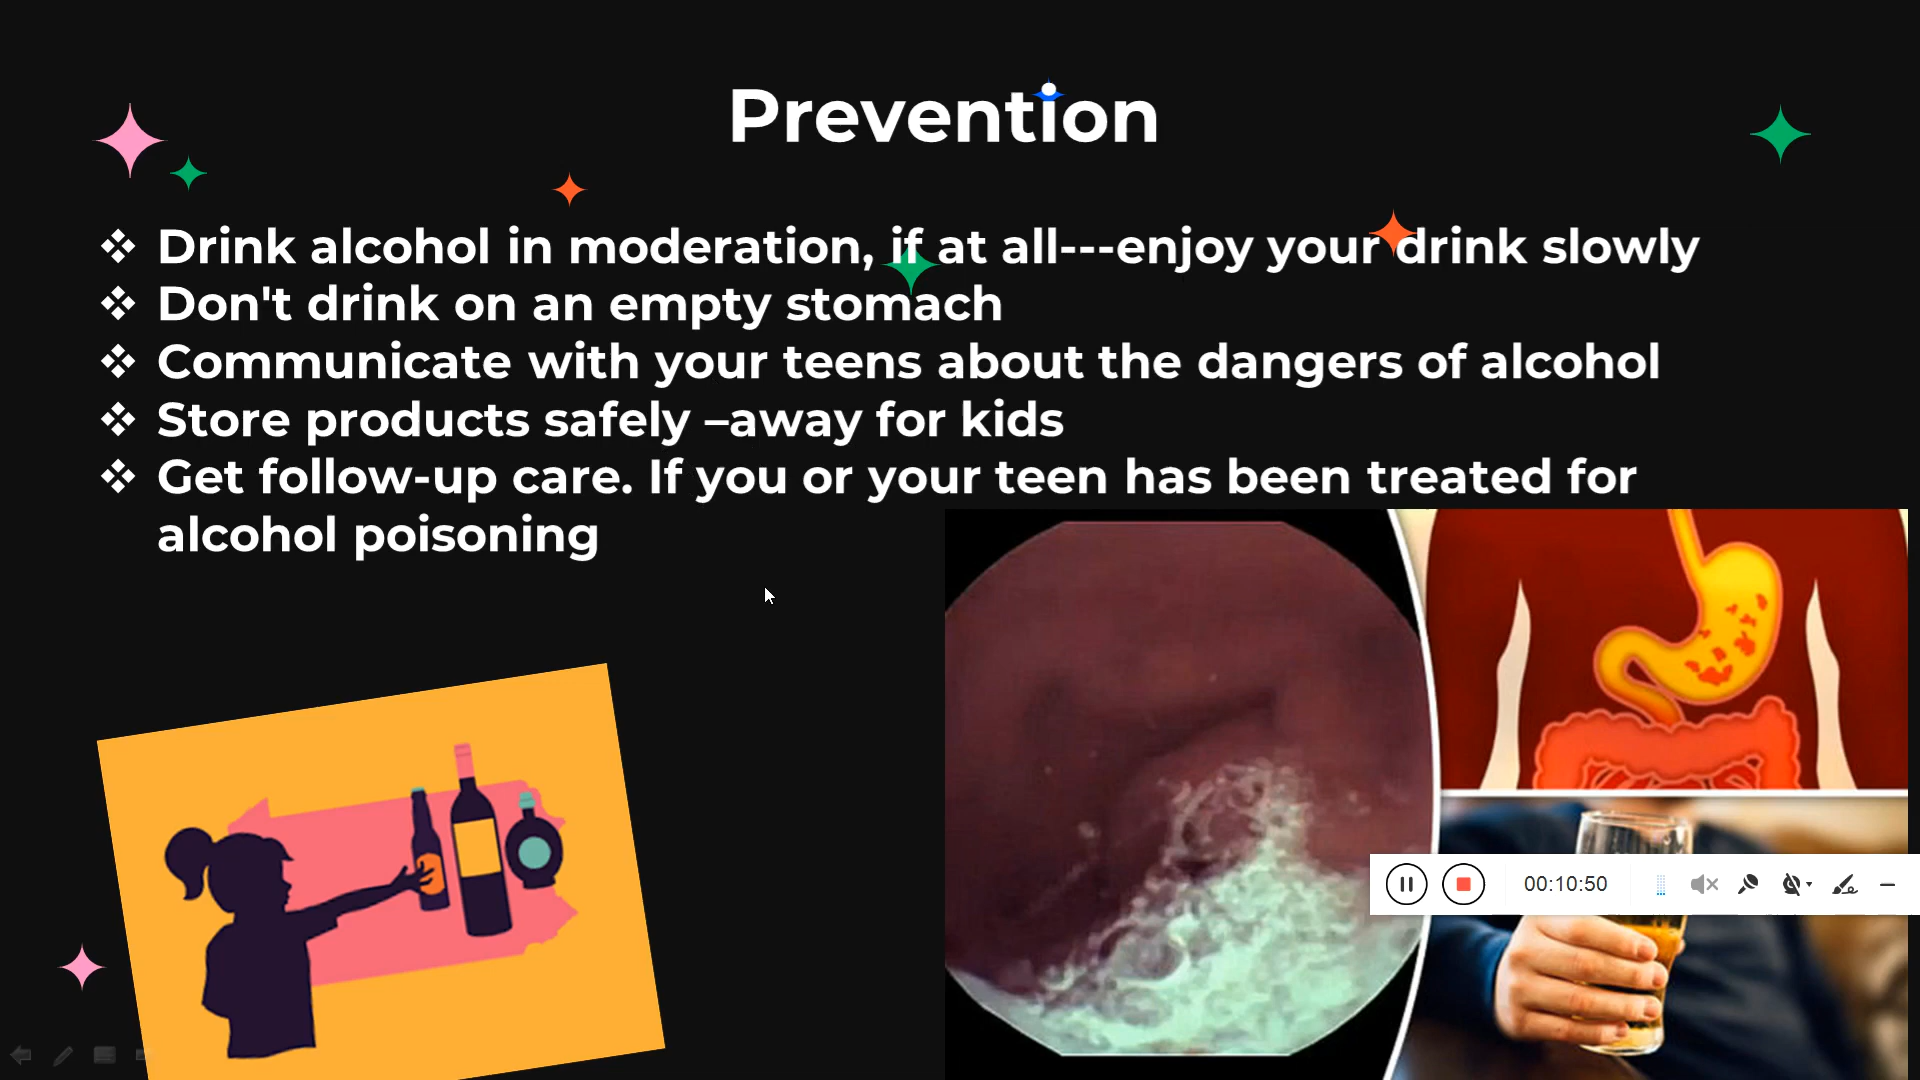 Prevention
❖ Drink alcohol in moderation, if at all---enjoy your drink slowly
❖ Don't drink on an empty stomach
❖ Communicate with your teens about the dangers of alcohol
❖ Store products safely –away for kids
❖ Get follow-up care. If you or your teen has been treated for
alcohol poisoning
00:10:50